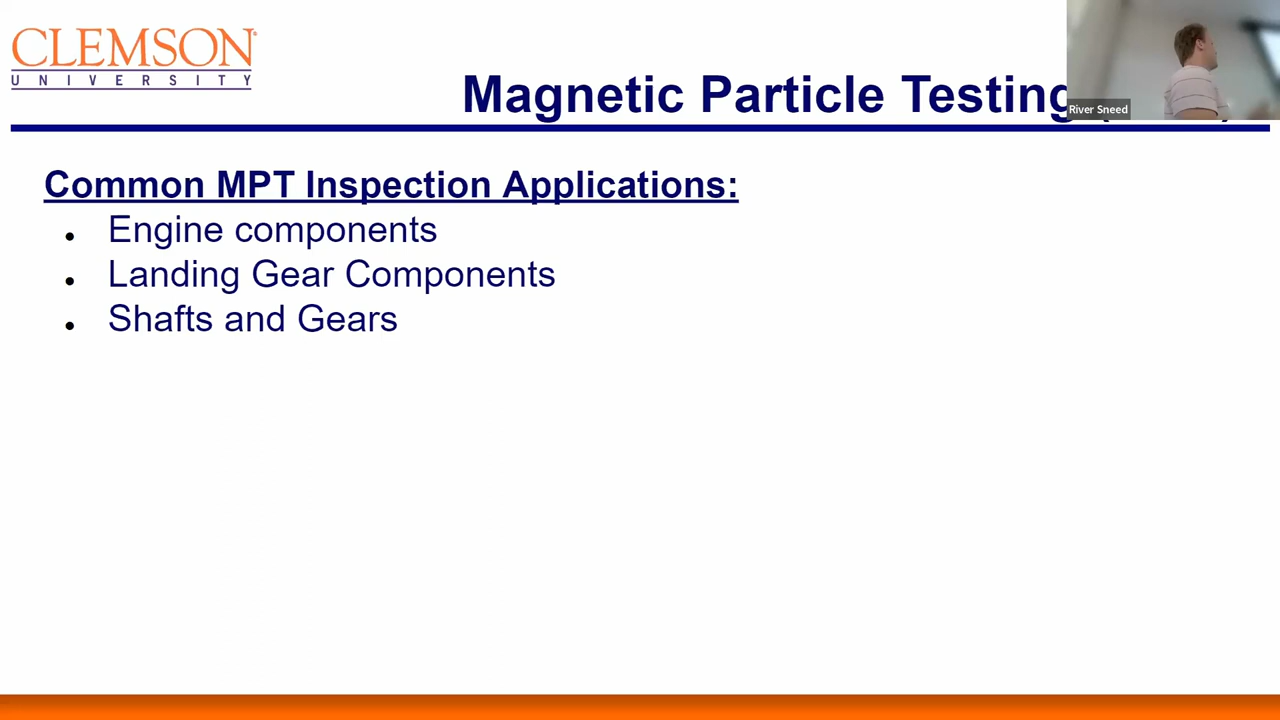 CLEMSON
UNIVERSITY
Magnetic Particle Testing
River Sneed
Common MPT Inspection Applications:
• Engine components
• Landing Gear Components
• Shafts and Gears